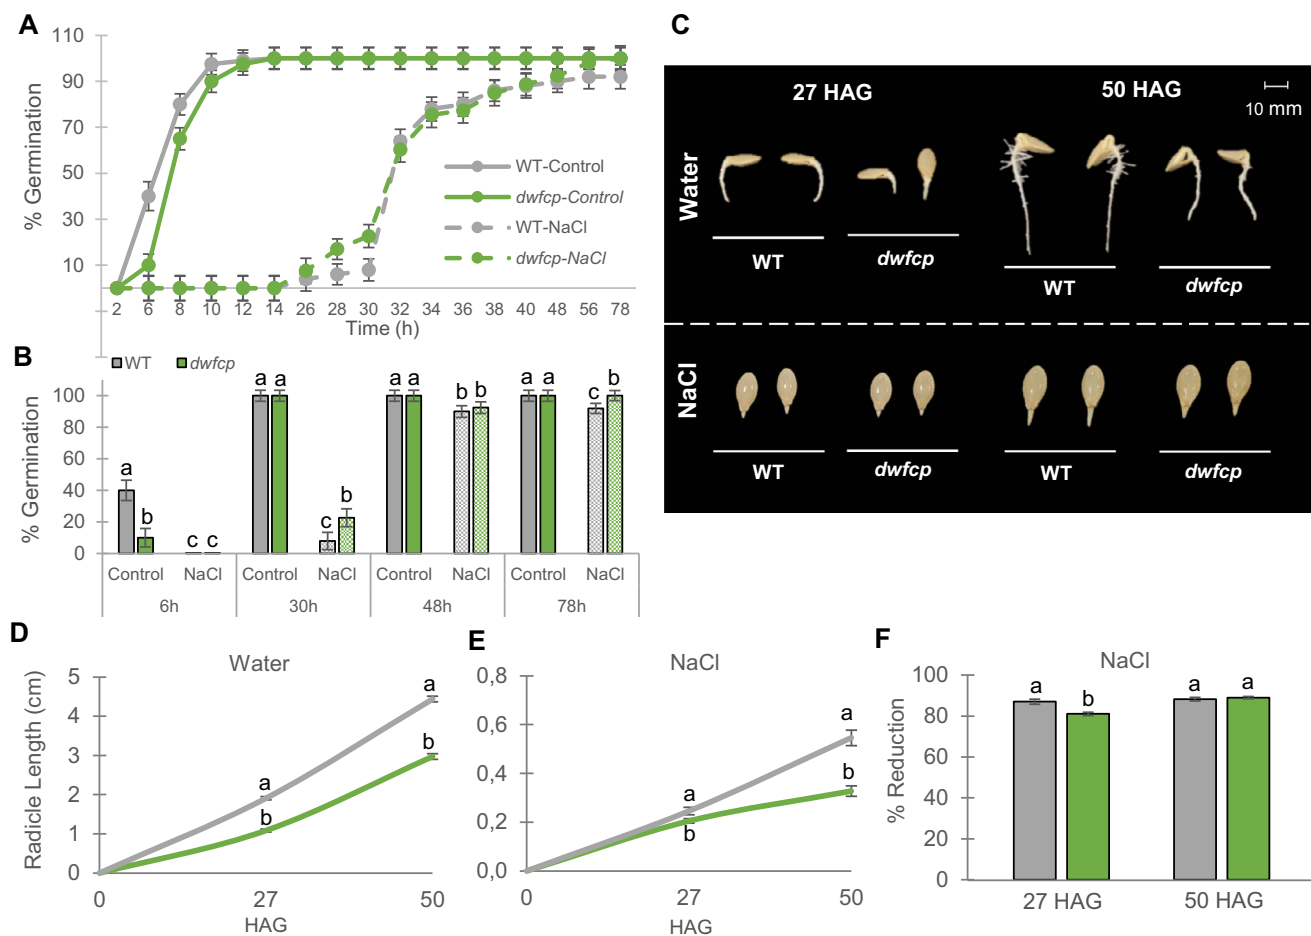 A
110
90
70
50
30
10
% Germination
WT-Control
dwfcp-Control
WT-NaCl
dwfcp-NaCl
2 6 8 10 12 14 26 28 30 32 34 36 38 40 48 56 78
Time (h)
B
WT dwfcp
100
80
60
40
20
0
% Germination
a b c c a a c b a a b b a a c b
Control NaCl Control NaCl Control NaCl Control NaCl
6h 30h 48h 78h
C
27 HAG 50 HAG
10 mm
Water
WT dwfcp WT dwfcp
NaCl
WT dwfcp WT dwfcp
D
Water
5
4
3
2
1
0
Radicle Length (cm)
a
b
a
b
0 27 50
HAG
E
NaCl
0,8
0,6
0,4
0,2
0,0
a
b
a
b
0 27 50
HAG
F
NaCl
100
80
60
40
20
0
% Reduction
a b a a
27 HAG 50 HAG